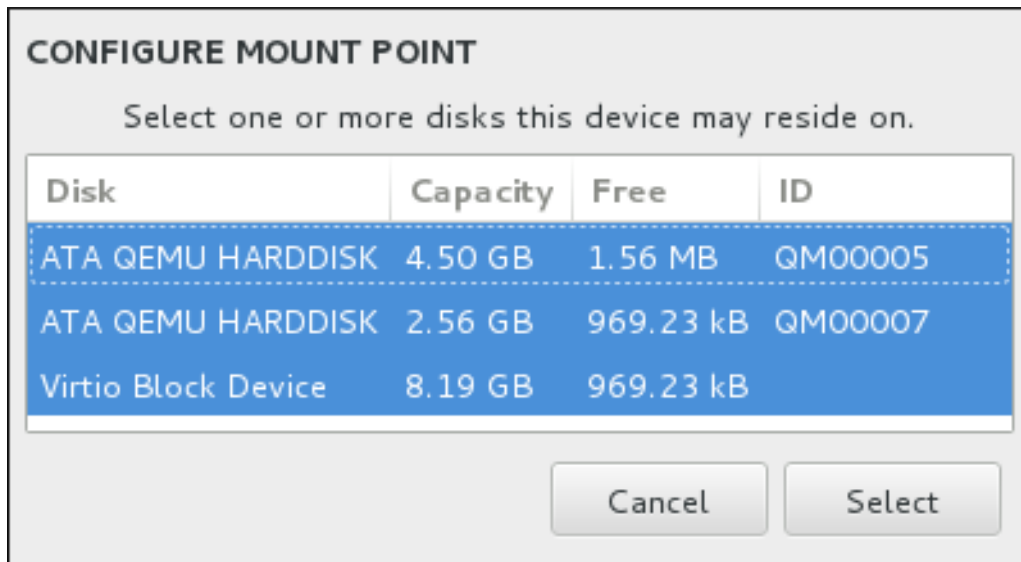 CONFIGURE MOUNT POINT
Select one or more disks this device may reside on.
Disk Capacity Free ID
ATA QEMU HARDDISK 4.50 GB 1.56 MB QM00005
ATA QEMU HARDDISK 2.56 GB 969.23 kB QM00007
Virtio Block Device 8.19 GB 969.23 kB
Cancel Select